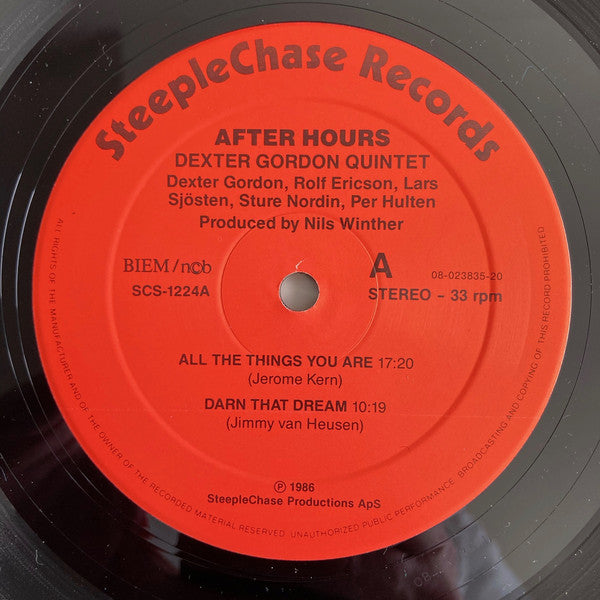 SteepleChase Records
AFTER HOURS
DEXTER GORDON QUINTET
Dexter Gordon, Rolf Ericson, Lars
Sjösten, Sture Nordin, Per Hulten
Produced by Nils Winther
BIEM/n©b
A
08-023835-20
SCS-1224A
STEREO – 33 rpm
ALL THE THINGS YOU ARE 17:20
(Jerome Kern)
DARN THAT DREAM 10:19
(Jimmy van Heusen)
℗ 1986
SteepleChase Productions ApS
ALL RIGHTS OF THE MANUFACTURER AND OF THE OWNER OF THE RECORDED MATERIAL RESERVED. UNAUTHORIZED PUBLIC PERFORMANCE, BROADCASTING AND COPYING OF THIS RECORD PROHIBITED